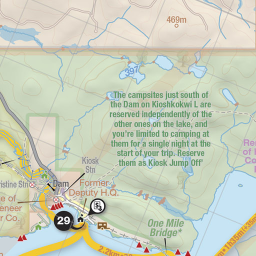 469m
397
The campsites just south of
the Dam on Kioshkokwi L are
reserved independently of the
other ones on the lake, and
you're limited to camping at
them for a single night at the
start of your trip. Reserve
them as 'Kiosk Jump Off'
Kiosk
Stn
Dam
Former
Deputy H.Q.
29
One Mile
Bridge*